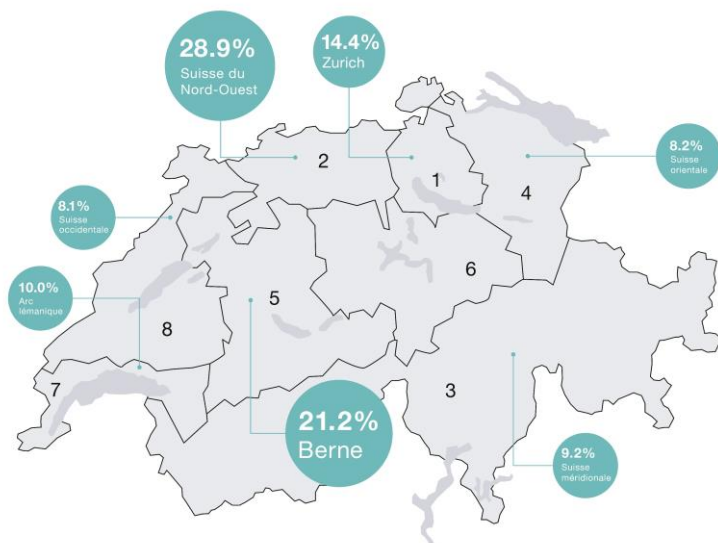 28.9%
Suisse du
Nord-Ouest
14.4%
Zurich
8.2%
Suisse
orientale
8.1%
Suisse
occidentale
10.0%
Arc
lémanique
21.2%
Berne
9.2%
Suisse
méridionale
2
1
4
6
5
8
7
3